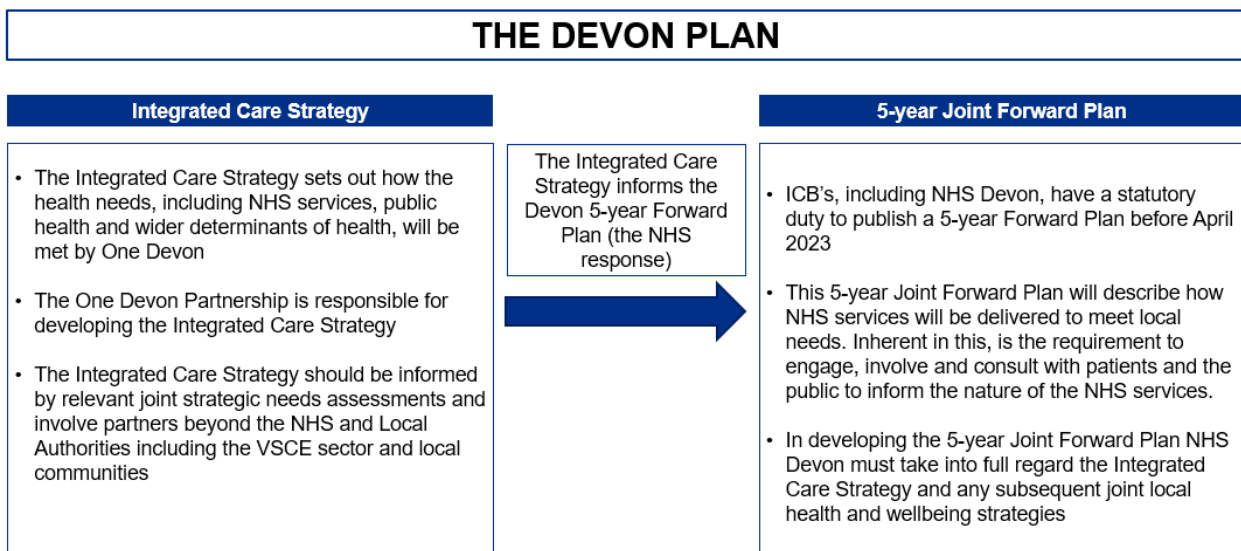 THE DEVON PLAN
Integrated Care Strategy
• The Integrated Care Strategy sets out how the
health needs, including NHS services, public
health and wider determinants of health, will be
met by One Devon
• The One Devon Partnership is responsible for
developing the Integrated Care Strategy
• The Integrated Care Strategy should be informed
by relevant joint strategic needs assessments and
involve partners beyond the NHS and Local
Authorities including the VSCE sector and local
communities
The Integrated Care
Strategy informs the
Devon 5-year Forward
Plan (the NHS
response)
5-year Joint Forward Plan
• ICB's, including NHS Devon, have a statutory
duty to publish a 5-year Forward Plan before April
2023
• This 5-year Joint Forward Plan will describe how
NHS services will be delivered to meet local
needs. Inherent in this, is the requirement to
engage, involve and consult with patients and the
public to inform the nature of the NHS services.
• In developing the 5-year Joint Forward Plan NHS
Devon must take into full regard the Integrated
Care Strategy and any subsequent joint local
health and wellbeing strategies